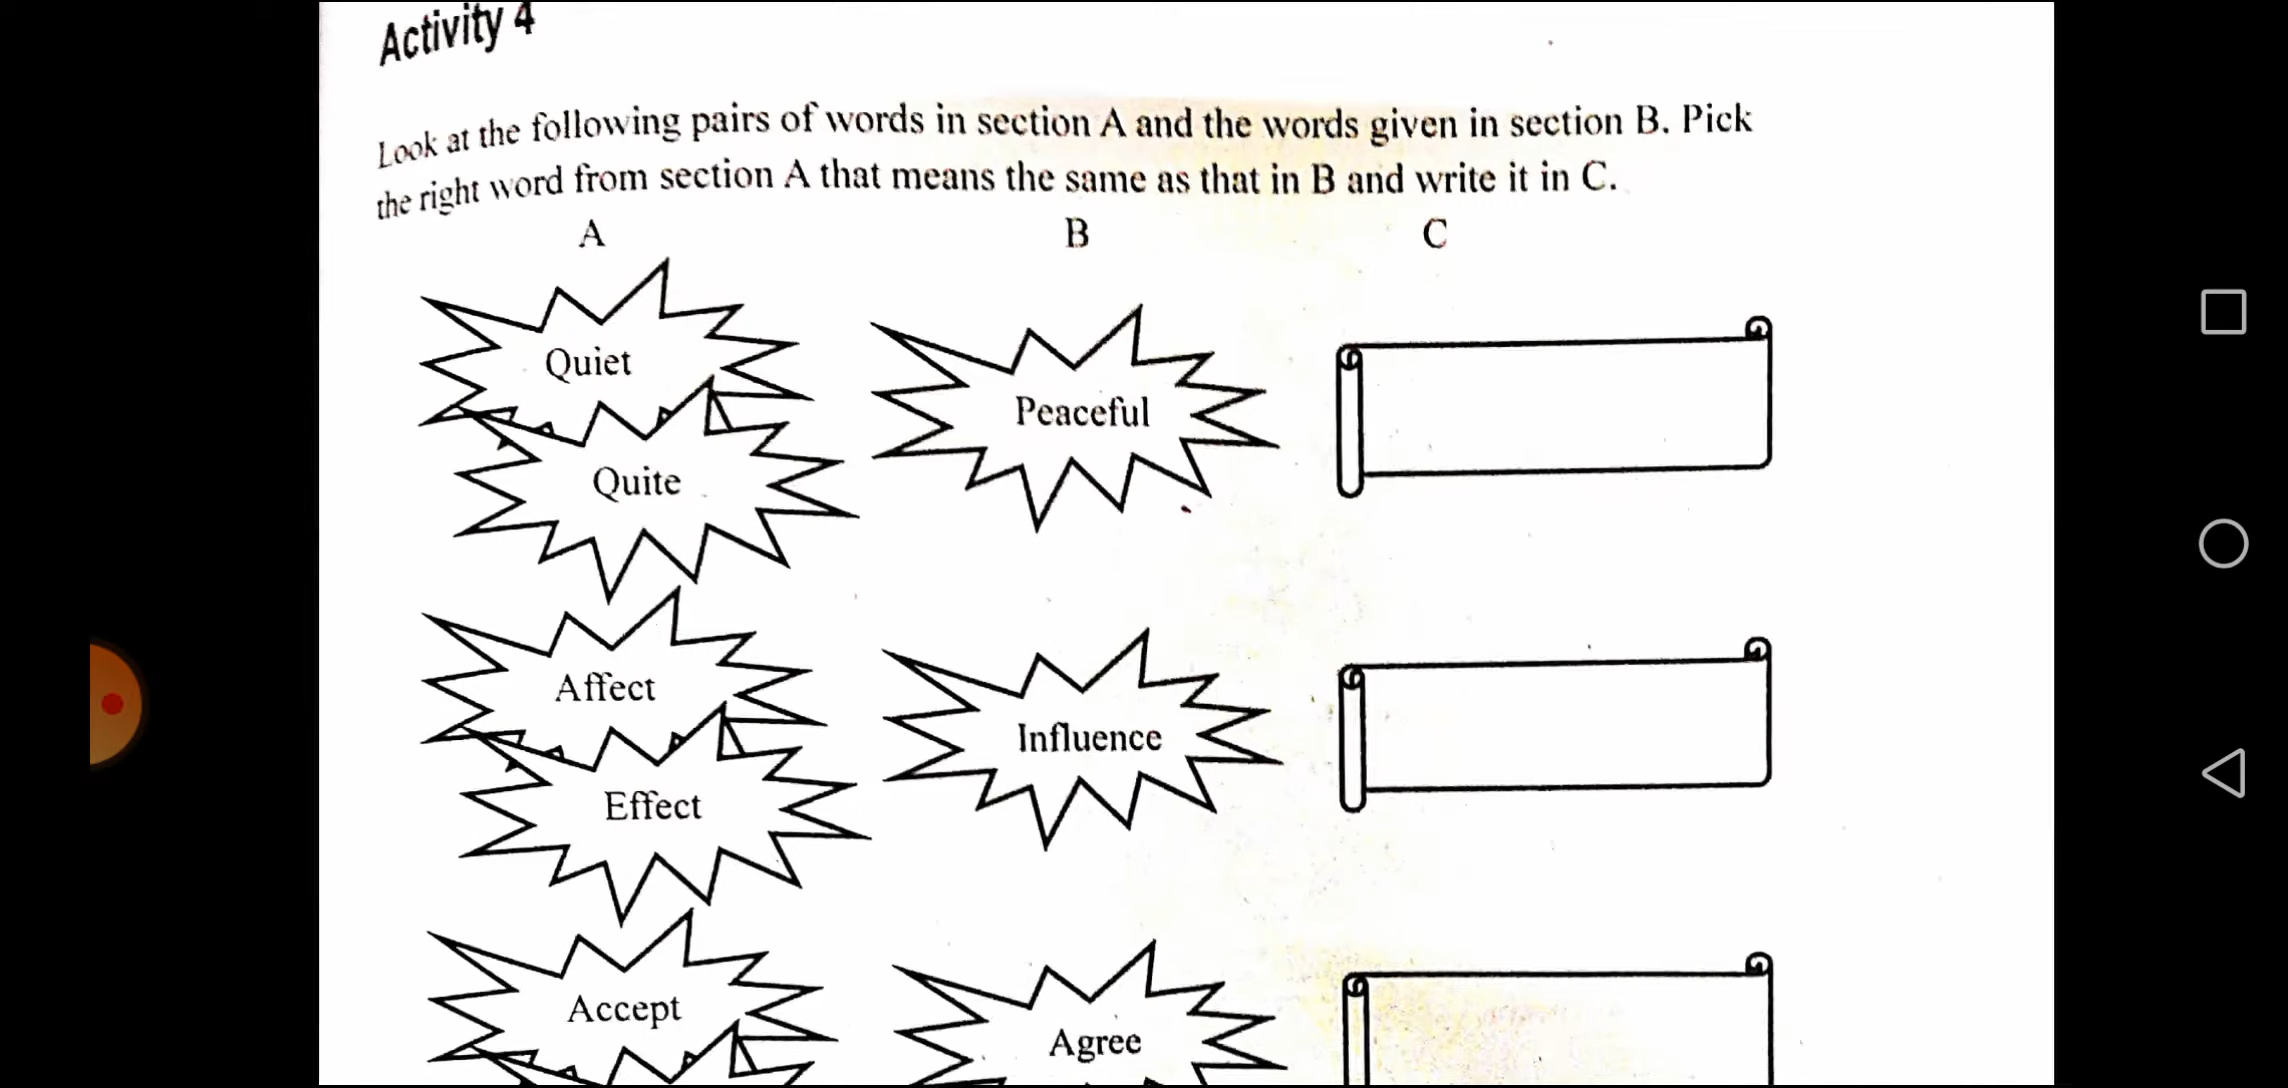 Activity 4
Look at the following pairs of words in section A and the words given in section B. Pick
the right word from section A that means the same as that in B and write it in C.
A B C
Quiet
Peaceful
Quite
Affect
Influence
Effect
Accept
Agree